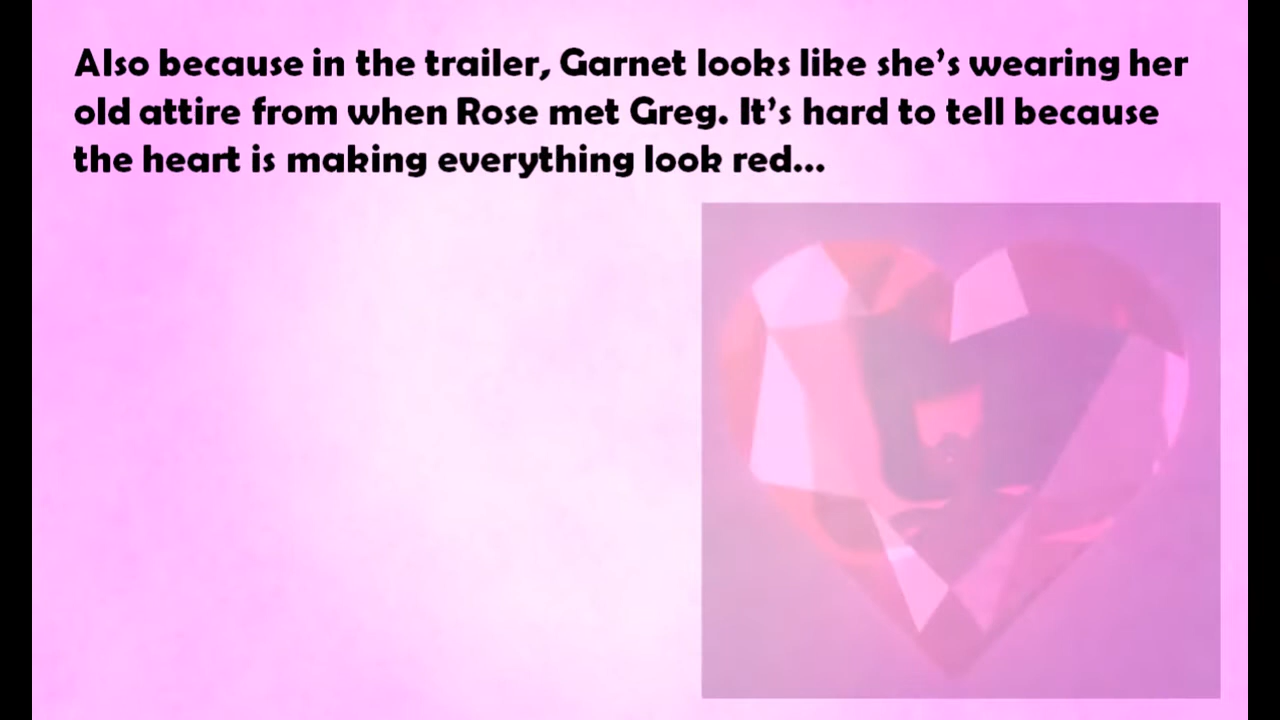 Also because in the trailer, Garnet looks like she’s wearing her
old attire from when Rose met Greg. It’s hard to tell because
the heart is making everything look red...